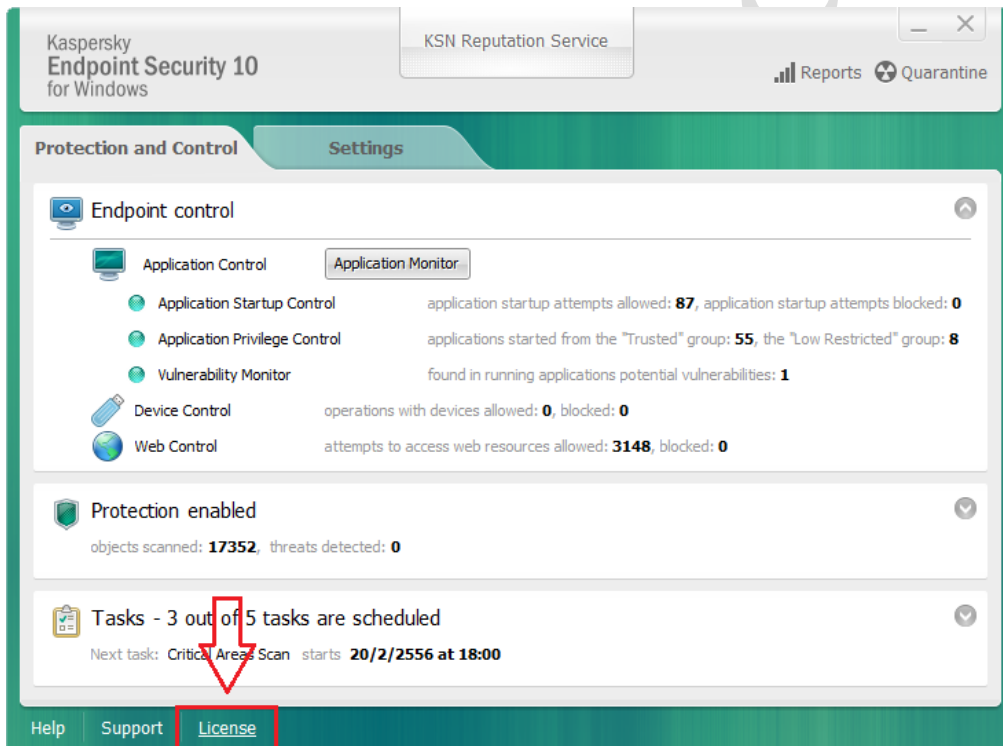 Kaspersky
Endpoint Security 10
for Windows
KSN Reputation Service
Reports Quarantine
Protection and Control
Settings
Endpoint control
Application Control Application Monitor
Application Startup Control application startup attempts allowed: 87, application startup attempts blocked: 0
Application Privilege Control applications started from the "Trusted" group: 55, the "Low Restricted" group: 8
Vulnerability Monitor found in running applications potential vulnerabilities: 1
Device Control operations with devices allowed: 0, blocked: 0
Web Control attempts to access web resources allowed: 3148, blocked: 0
Protection enabled
objects scanned: 17352, threats detected: 0
Tasks - 3 out of 5 tasks are scheduled
Next task: Critical Areas Scan starts 20/2/2556 at 18:00
Help Support License